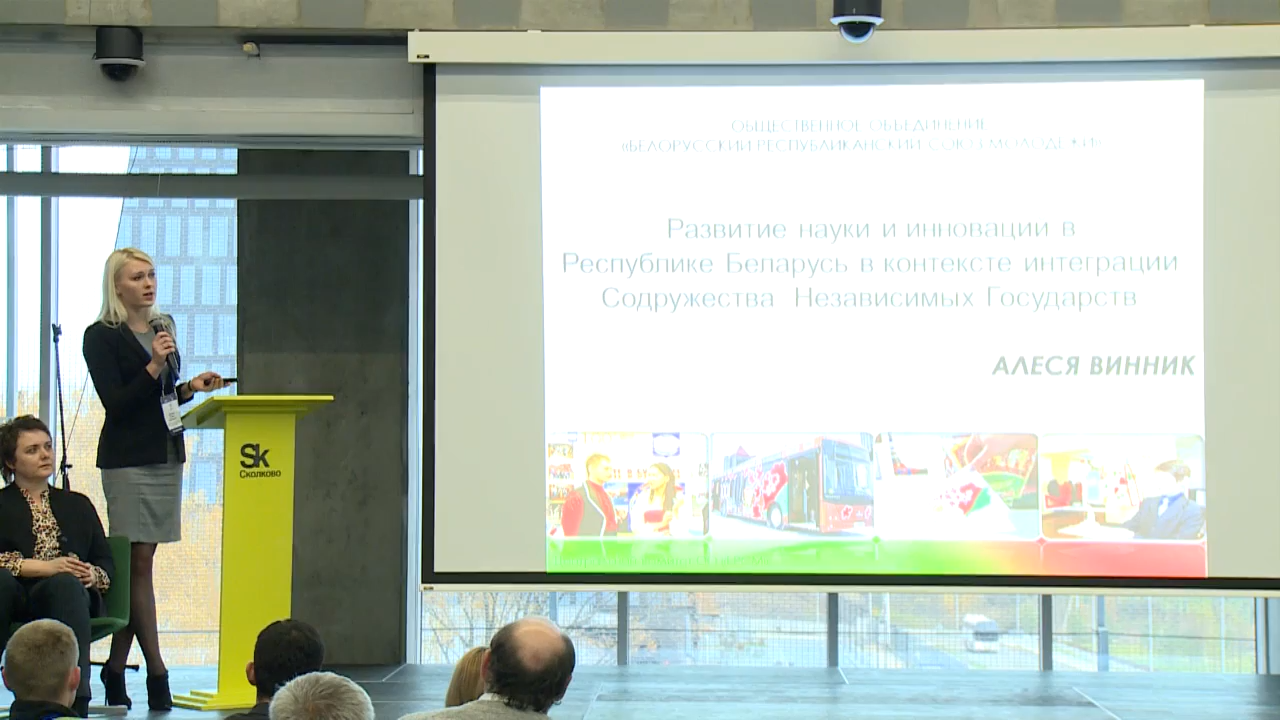 ОБЩЕСТВЕННОЕ ОБЪЕДИНЕНИЕ
«БЕЛОРУССКИЙ РЕСПУБЛИКАНСКИЙ СОЮЗ МОЛОДЕЖИ»
Развитие науки и инновации в
Республике Беларусь в контексте интеграции
Содружества Независимых Государств
АЛЕСЯ ВИННИК
Sk
Сколково